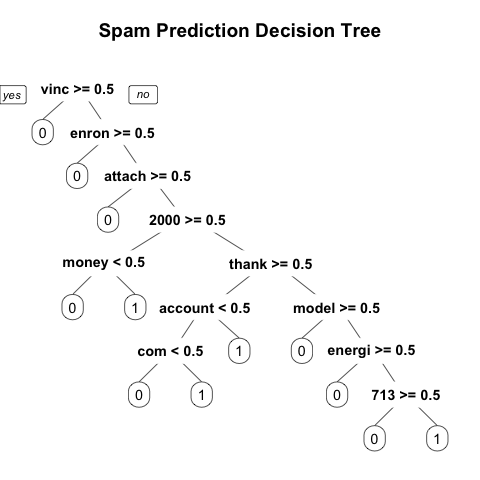 Spam Prediction Decision Tree
yes vinc >= 0.5 no
0 enron >= 0.5
0 attach >= 0.5
0 2000 >= 0.5
money < 0.5 thank >= 0.5
0 1 account < 0.5 model >= 0.5
com < 0.5 1 0 energi >= 0.5
0 1 0 713 >= 0.5
0 1